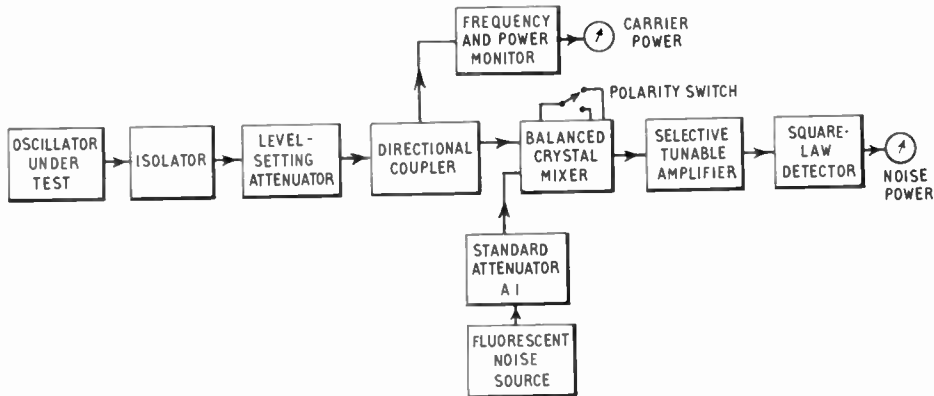 FREQUENCY
AND POWER
MONITOR
CARRIER
POWER
POLARITY SWITCH
OSCILLATOR
UNDER
TEST
ISOLATOR
LEVEL-
SETTING
ATTENUATOR
DIRECTIONAL
COUPLER
BALANCED
CRYSTAL
MIXER
SELECTIVE
TUNABLE
AMPLIFIER
SQUARE-
LAW
DETECTOR
NOISE
POWER
STANDARD
ATTENUATOR
A I
FLUORESCENT
NOISE
SOURCE